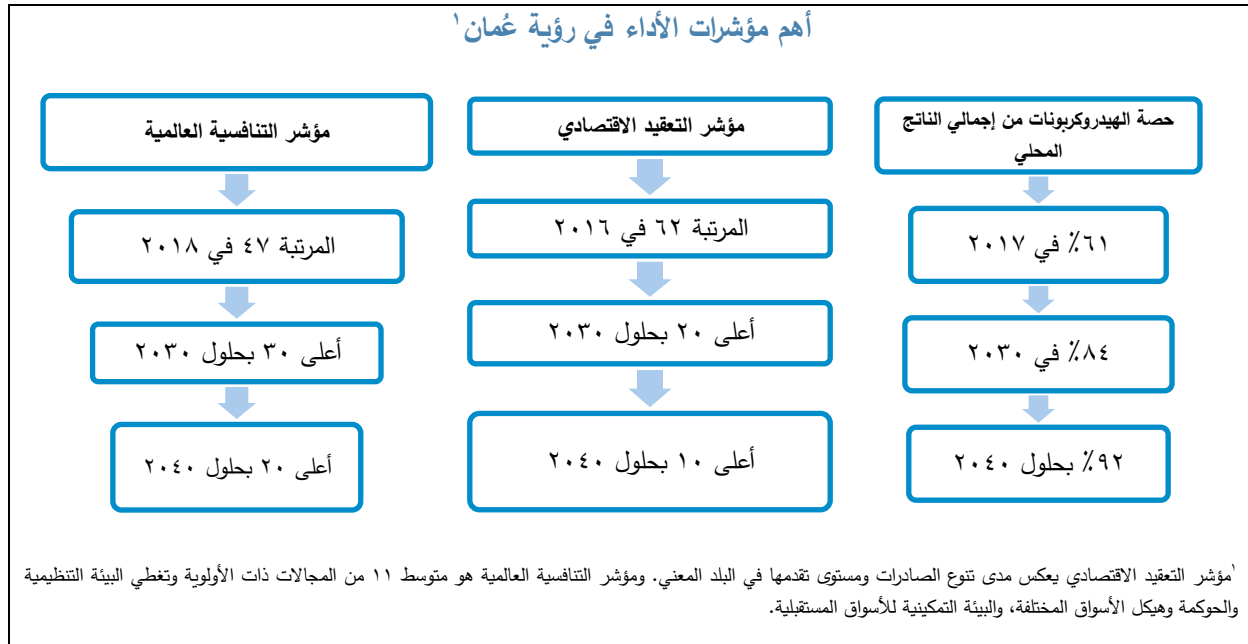 أهم مؤشرات الأداء في رؤية عُمان١
حصة الهيدروكربونات من إجمالي الناتج
المحلي
٦١٪ في ٢٠١٧
٨٤٪ في ٢٠٣٠
٩٢٪ بحلول ٢٠٤٠
مؤشر التعقيد الاقتصادي
المرتبة ٦٢ في ٢٠١٦
أعلى ٢٠ بحلول ٢٠٣٠
أعلى ١٠ بحلول ٢٠٤٠
مؤشر التنافسية العالمية
المرتبة ٤٧ في ٢٠١٨
أعلى ٣٠ بحلول ٢٠٣٠
أعلى ٢٠ بحلول ٢٠٤٠
١مؤشر التعقيد الاقتصادي يعكس مدى تنوع الصادرات ومستوى تقدمها في البلد المعني. ومؤشر التنافسية العالمية هو متوسط ١١ من المجالات ذات الأولوية وتغطي البيئة التنظيمية
والحوكمة وهيكل الأسواق المختلفة، والبيئة التمكينية للأسواق المستقبلية.